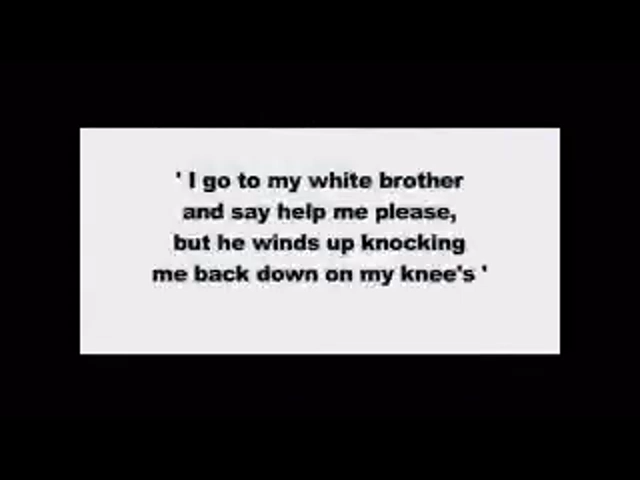 ' I go to my white brother
and say help me please,
but he winds up knocking
me back down on my knee's '